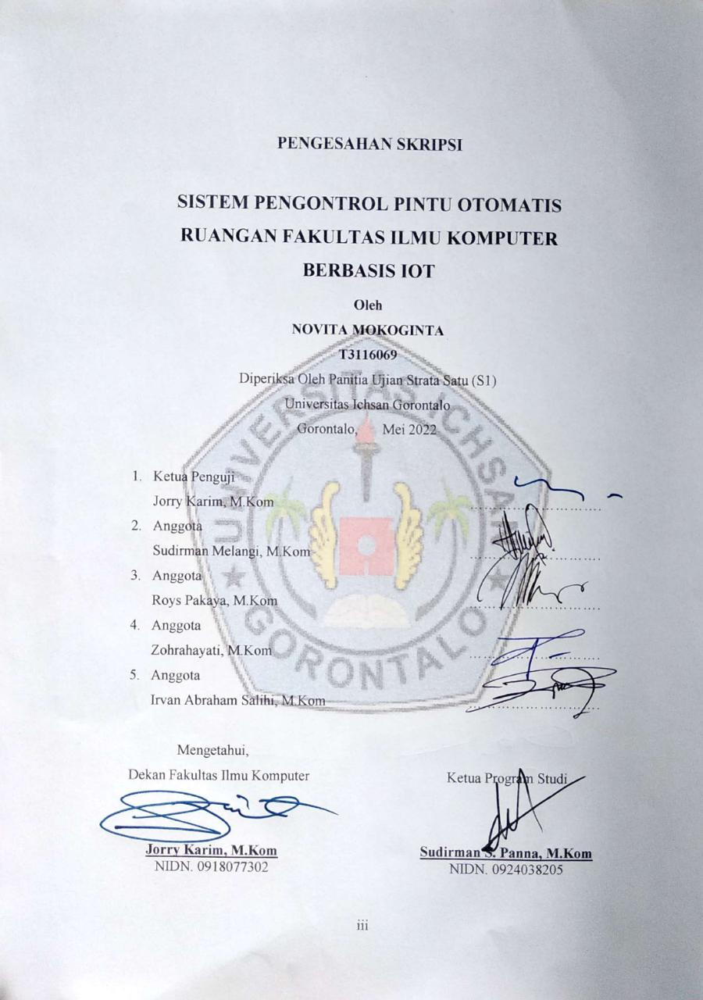 PENGESAHAN SKRIPSI
SISTEM PENGONTROL PINTU OTOMATIS
RUANGAN FAKULTAS ILMU KOMPUTER
BERBASIS IOT
Oleh
NOVITA MOKOGINTA
T3116069
Diperiksa Oleh Panitia Ujian Strata Satu (S1)
Universitas Ichsan Gorontalo
Gorontalo, Mei 2022
UNIVERSITAS ICHSAN
GORONTALO
1. Ketua Penguji
Jorry Karim, M.Kom
2. Anggota
Sudirman Melangi, M.Kom
3. Anggota
Roys Pakaya, M.Kom
4. Anggota
Zohrahayati, M.Kom
5. Anggota
Irvan Abraham Salihi, M.Kom
Mengetahui,
Dekan Fakultas Ilmu Komputer
Jorry Karim, M.Kom
NIDN. 0918077302
Ketua Program Studi
Sudirman S. Panna, M.Kom
NIDN. 0924038205
iii